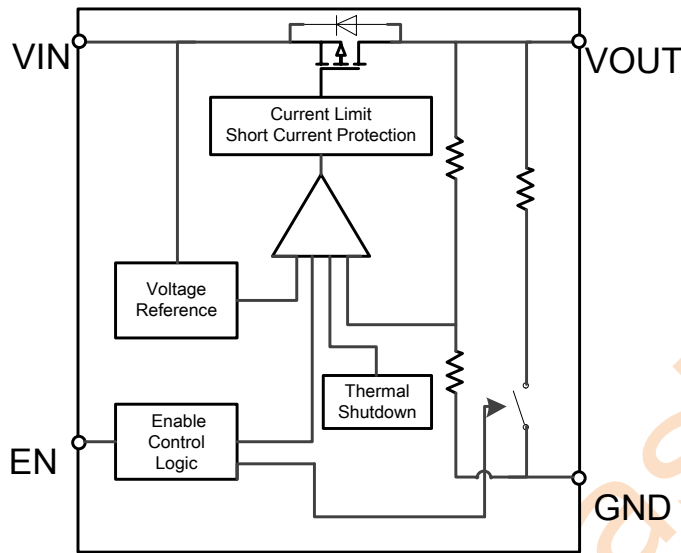 VIN
VOUT
Current Limit
Short Current Protection
Voltage
Reference
Thermal
Shutdown
Enable
Control
Logic
EN
GND